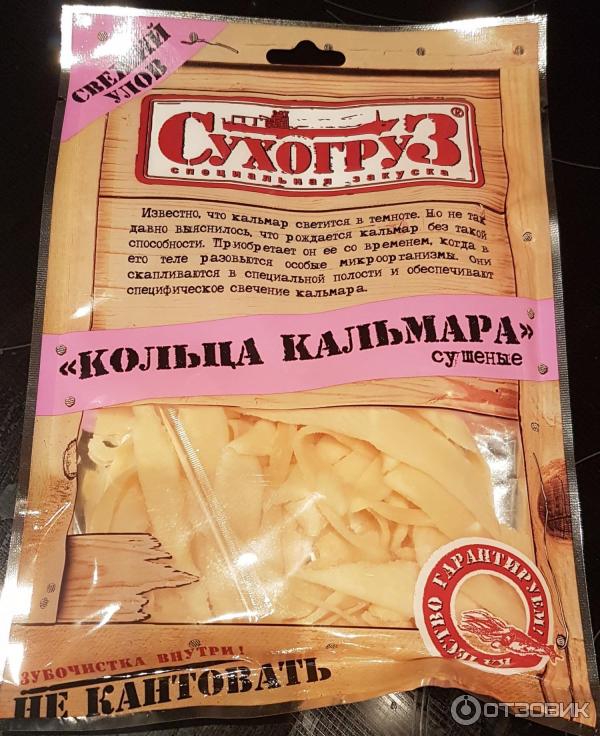 СВЕЖИЙ
УЛОВ
СУХОГРУЗ®
специальная закуска
Известно, что кальмар светится в темноте. Но не так
давно выяснилось, что рождается кальмар без такой
способности. Приобретает он ее со временем, когда в
его теле разовьются особые микроорганизмы. Они
скапливаются в специальной полости и обеспечивают
специфическое свечение кальмара.
«КОЛЬЦА КАЛЬМАРА»
сушеные
ГАРАНТИРУЕМ!
ЗУБОЧИСТКА ВНУТРИ!
НЕ КАНТОВАТЬ
ОТЗОВИК